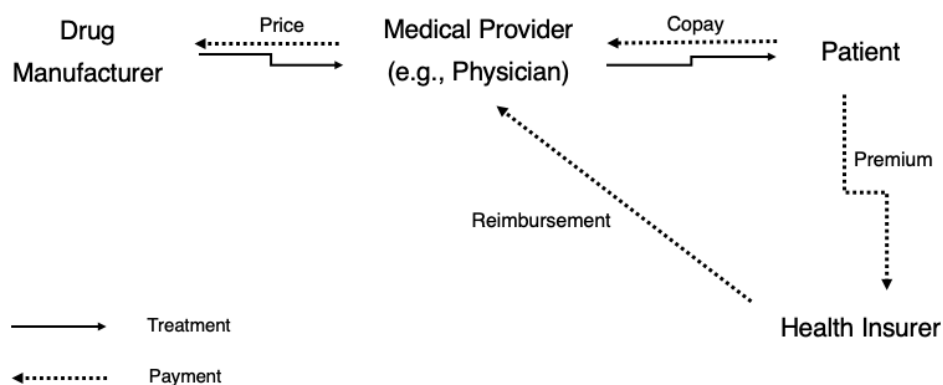 Drug
Manufacturer
Price
Medical Provider
(e.g., Physician)
Copay
Patient
Premium
Reimbursement
Health Insurer
Treatment
Payment